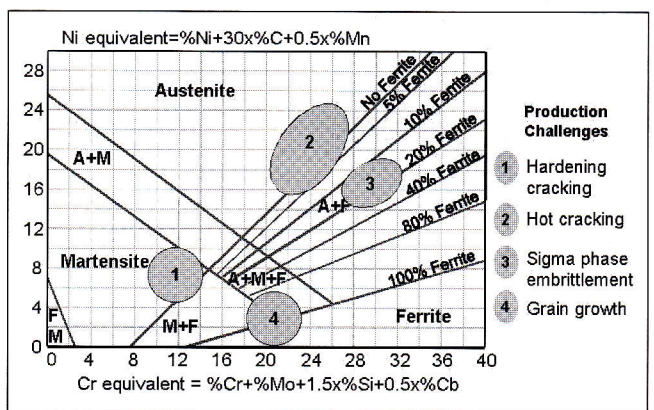 Ni equivalent=%Ni+30x%C+0.5x%Mn
28
24
20
16
12
8
4
0
Austenite
A+M
Martensite
F
M
M+F
A+M+F
A+F
Ferrite
No Ferrite
5% Ferrite
10% Ferrite
20% Ferrite
40% Ferrite
80% Ferrite
100% Ferrite
1
2
3
4
0 4 8 12 16 20 24 28 32 36 40
Cr equivalent = %Cr+%Mo+1.5x%Si+0.5x%Cb
Production
Challenges
1 Hardening
cracking
2 Hot cracking
3 Sigma phase
embrittlement
4 Grain growth